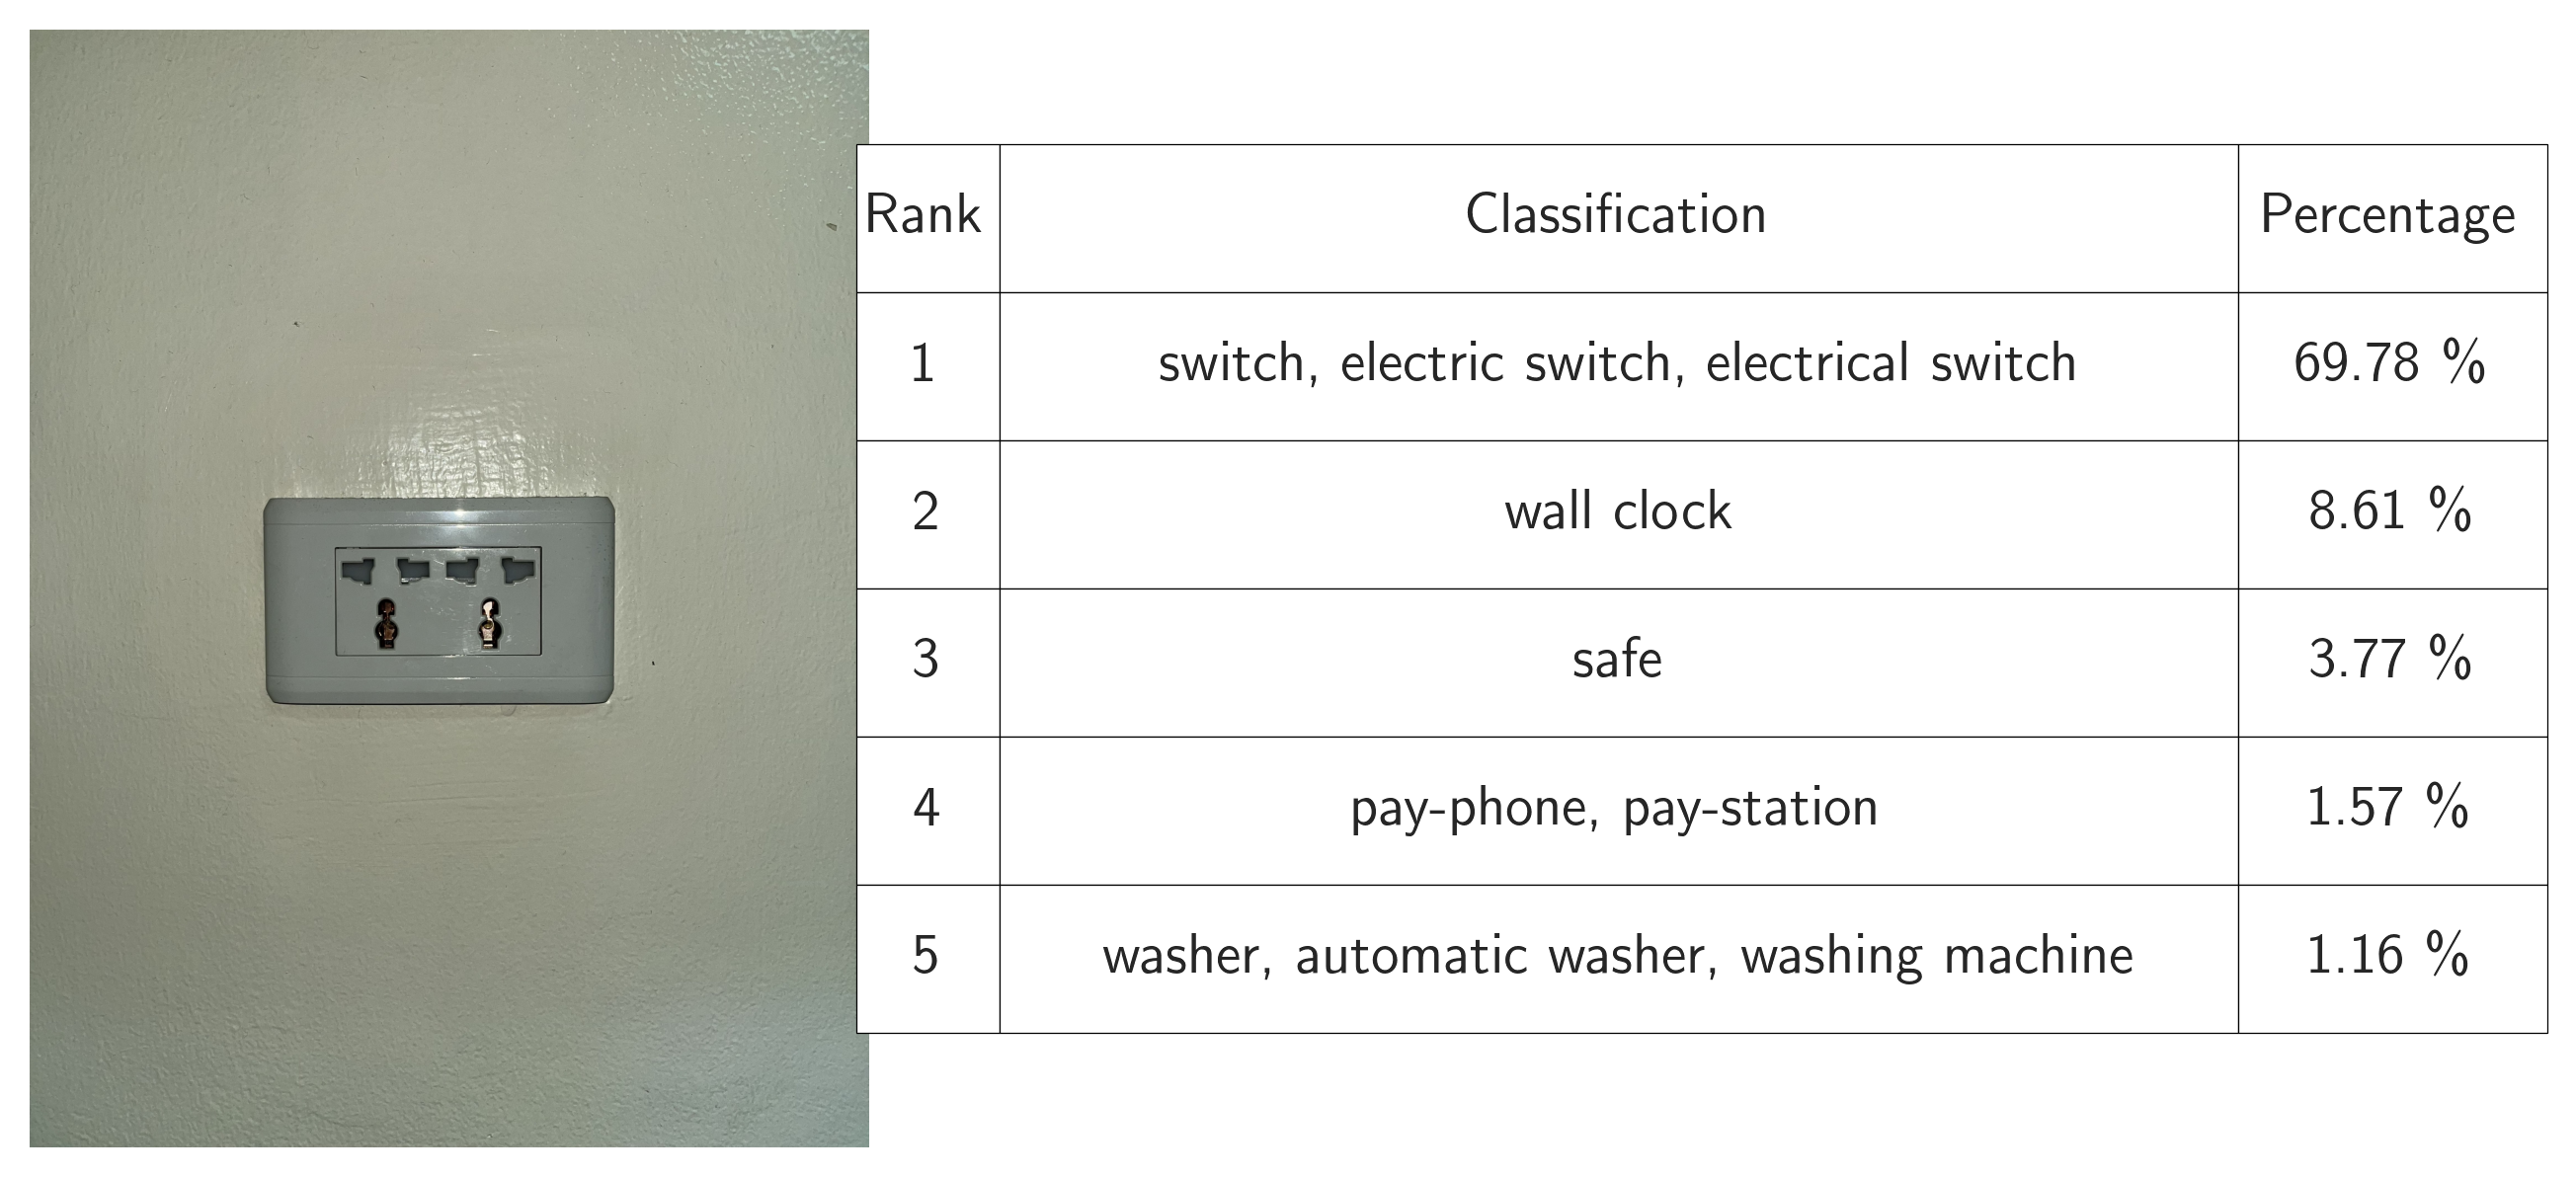 Rank Classification Percentage
1 switch, electric switch, electrical switch 69.78 %
2 wall clock 8.61 %
3 safe 3.77 %
4 pay-phone, pay-station 1.57 %
5 washer, automatic washer, washing machine 1.16 %